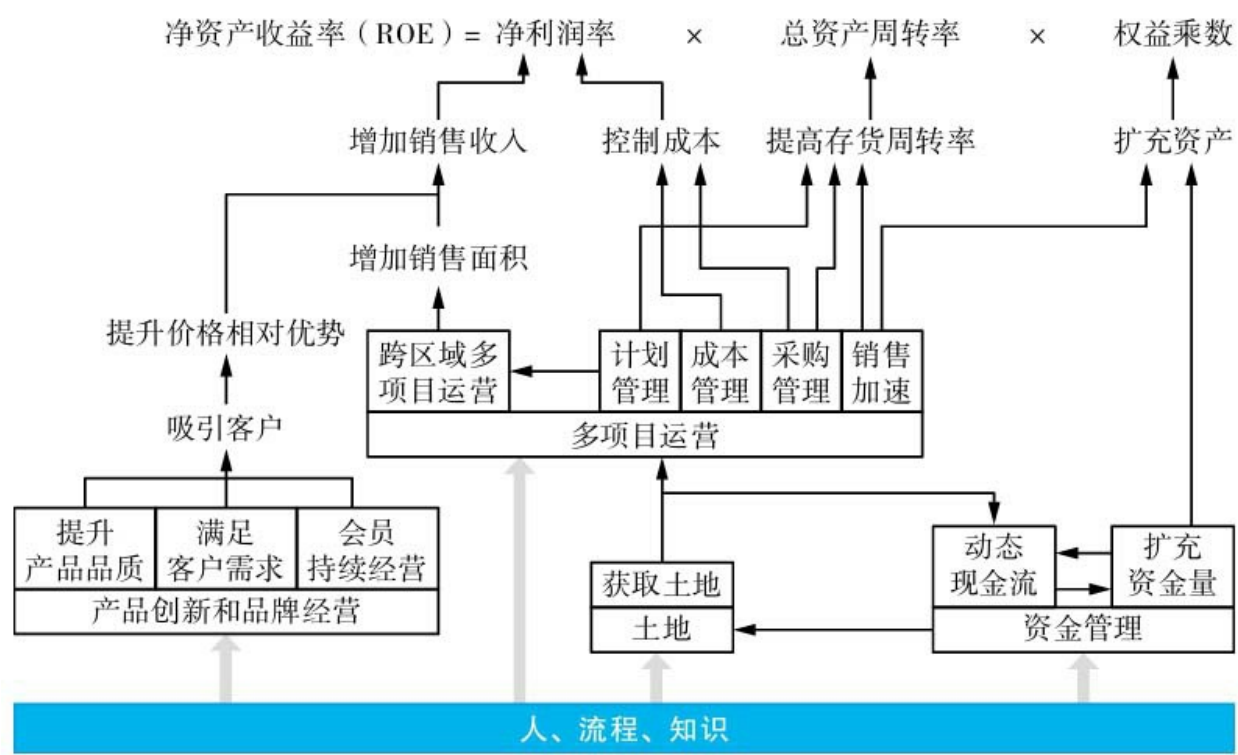 净资产收益率（ROE）= 净利润率 × 总资产周转率 × 权益乘数
增加销售收入
控制成本
提高存货周转率
扩充资产
增加销售面积
提升价格相对优势
吸引客户
跨区域多
项目运营
计划
管理
成本
管理
采购
管理
销售
加速
多项目运营
提升
产品品质
满足
客户需求
会员
持续经营
产品创新和品牌经营
获取土地
土地
动态
现金流
扩充
资金量
资金管理
人、流程、知识